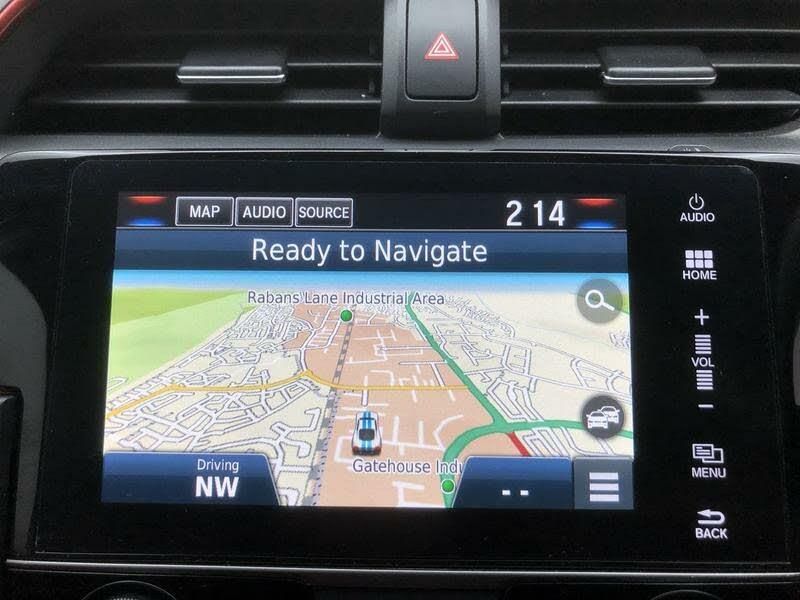 MAP AUDIO SOURCE 2 14
Ready to Navigate
Rabans Lane Industrial Area
Gatehouse Indu
Driving
NW
--
AUDIO
HOME
+
VOL
-
MENU
BACK